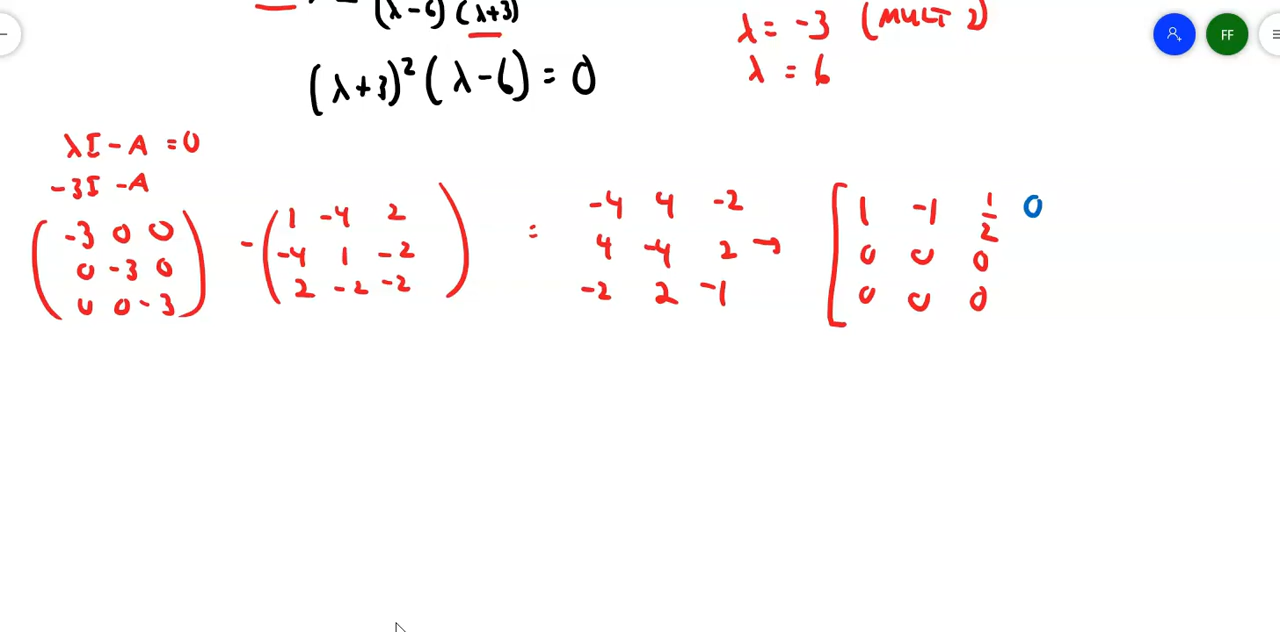 (λ-6) (λ+3)
λ = -3 (MULT 2)
(λ+3)² (λ-6) = 0
λ = 6
FF
λI - A = 0
-3I - A
(-3 0 0
0 -3 0
0 0 -3) - (1 -4 2
-4 1 -2
2 -2 -2) = -4 4 -2
4 -4 2
-2 2 -1 → [1 -1 1/2 0
0 0 0
0 0 0